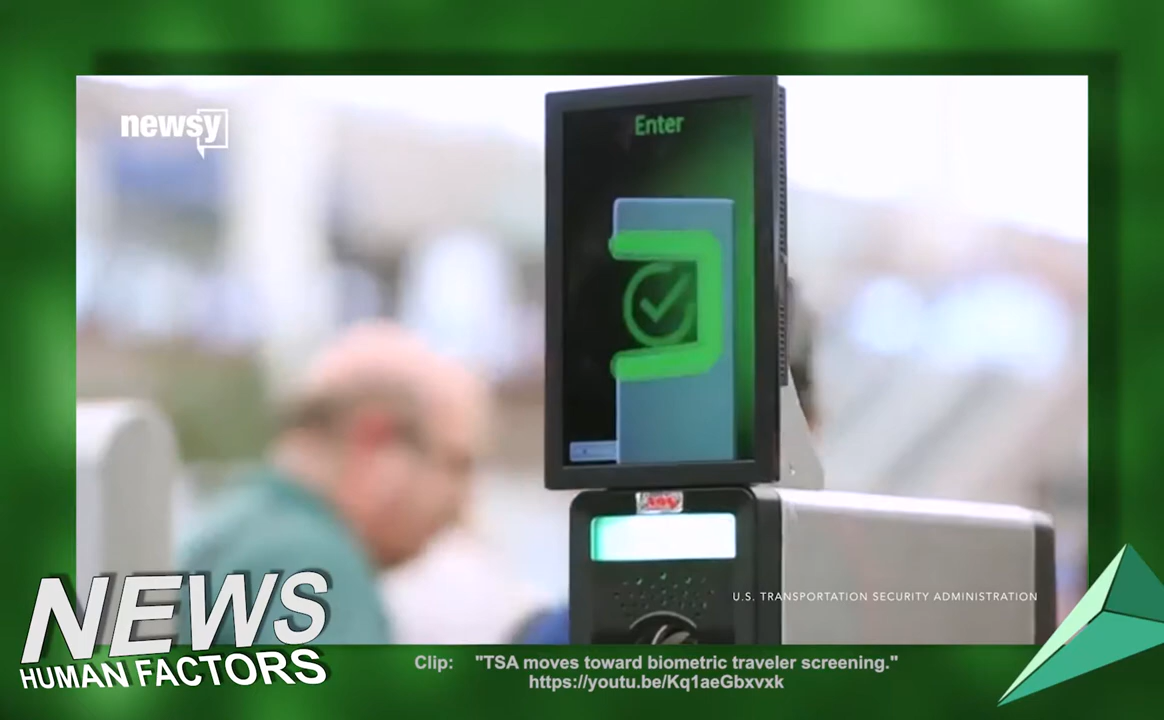 newsy
Enter
U.S. TRANSPORTATION SECURITY ADMINISTRATION
NEWS
HUMAN FACTORS
Clip: "TSA moves toward biometric traveler screening."
https://youtu.be/Kq1aeGbxvxk